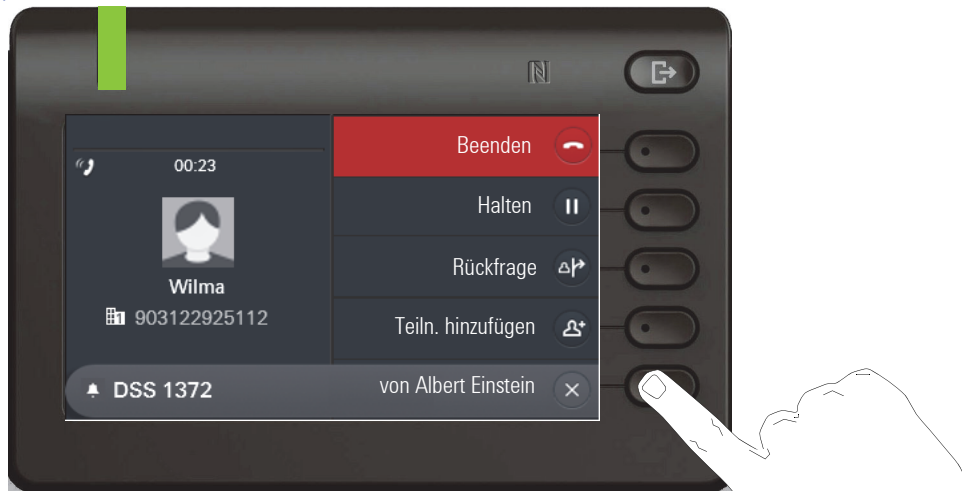 00:23
Wilma
903122925112
Beenden
Halten
Rückfrage
Teiln. hinzufügen
DSS 1372 von Albert Einstein